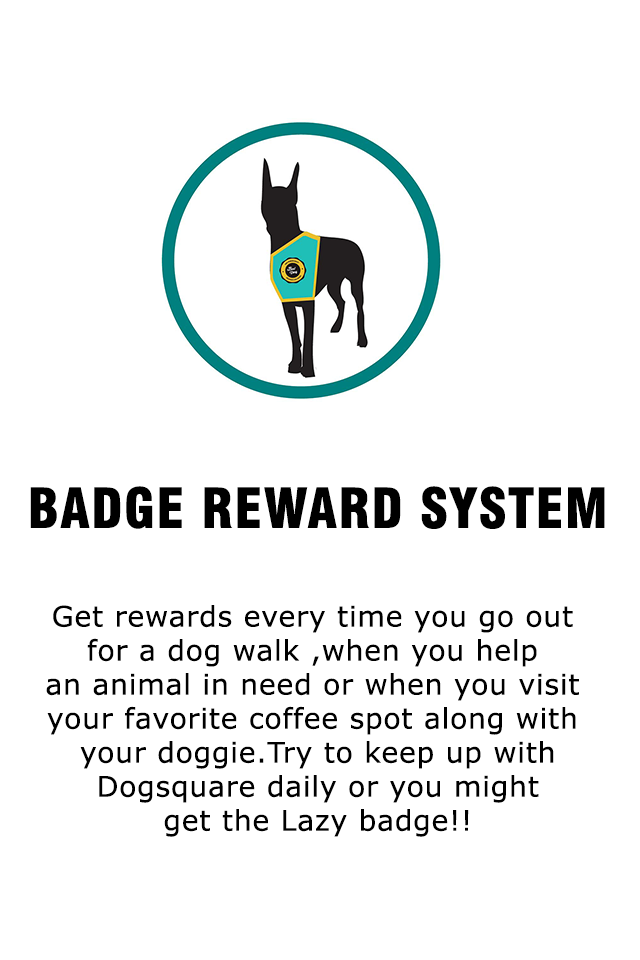 BADGE REWARD SYSTEM
Get rewards every time you go out
for a dog walk ,when you help
an animal in need or when you visit
your favorite coffee spot along with
your doggie.Try to keep up with
Dogsquare daily or you might
get the Lazy badge!!